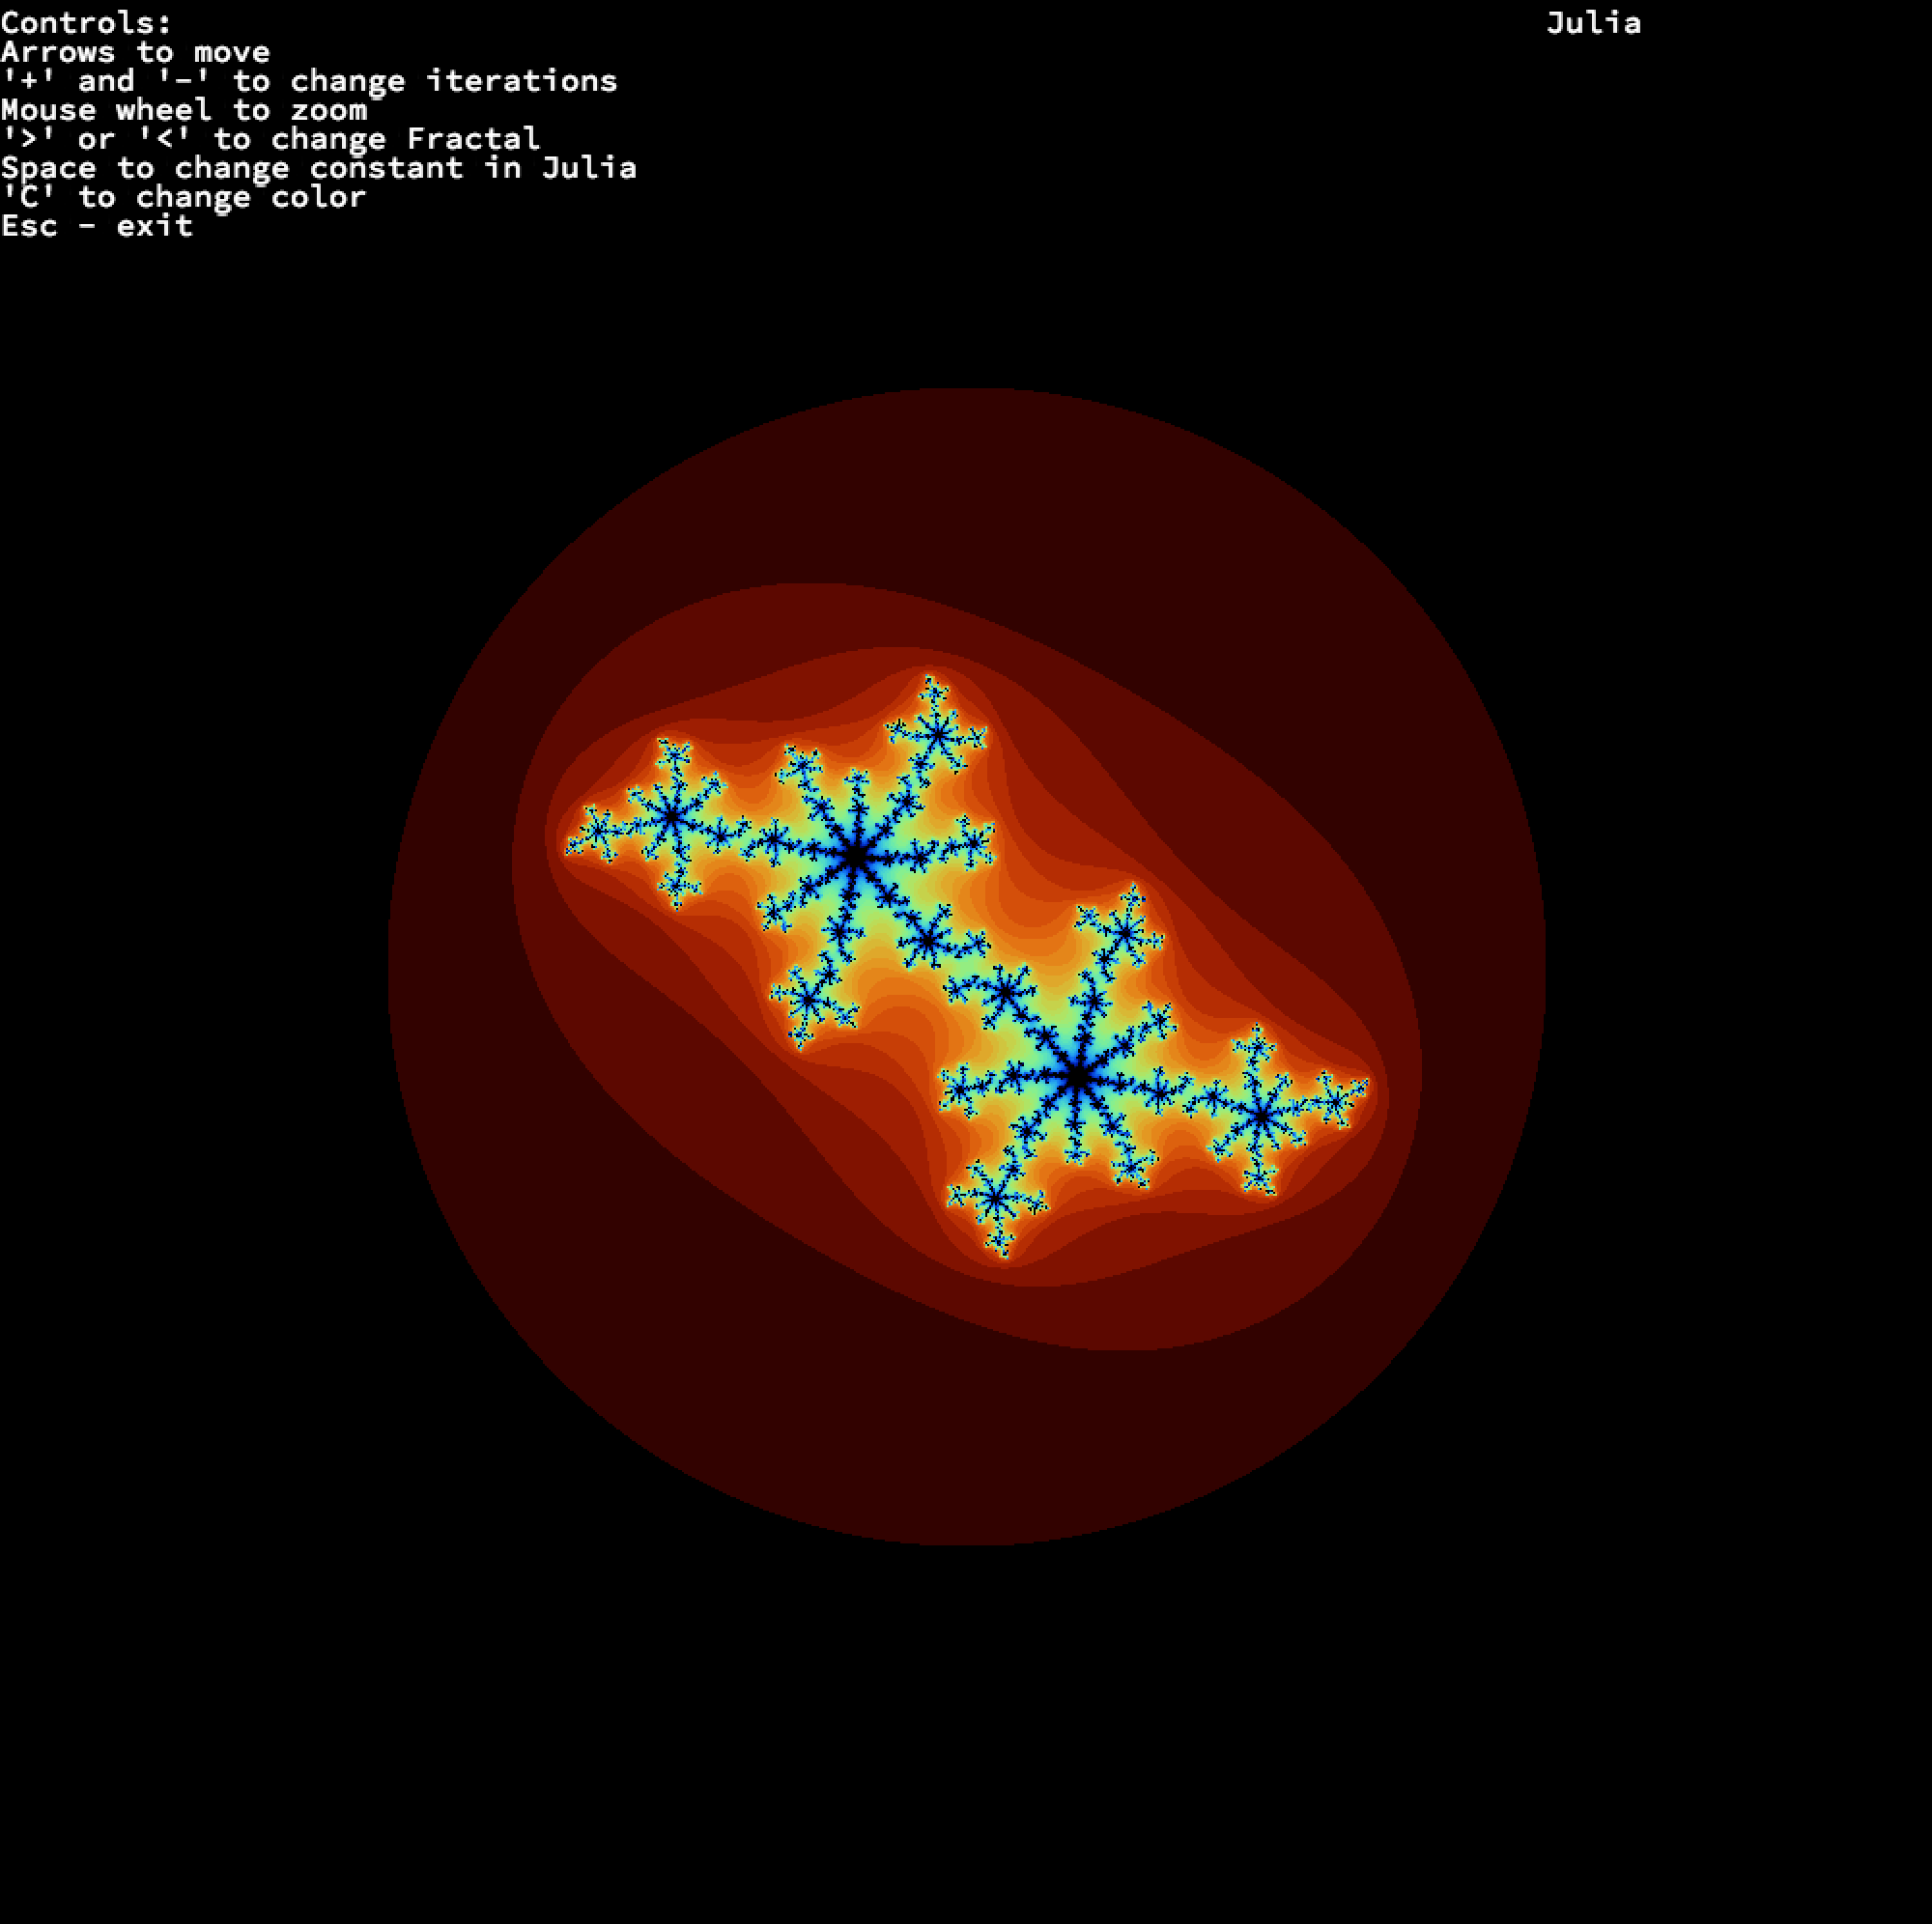 Controls:
Julia
Arrows to move
'+' and '-' to change iterations
Mouse wheel to zoom
'>' or '<' to change Fractal
Space to change constant in Julia
'C' to change color
Esc - exit